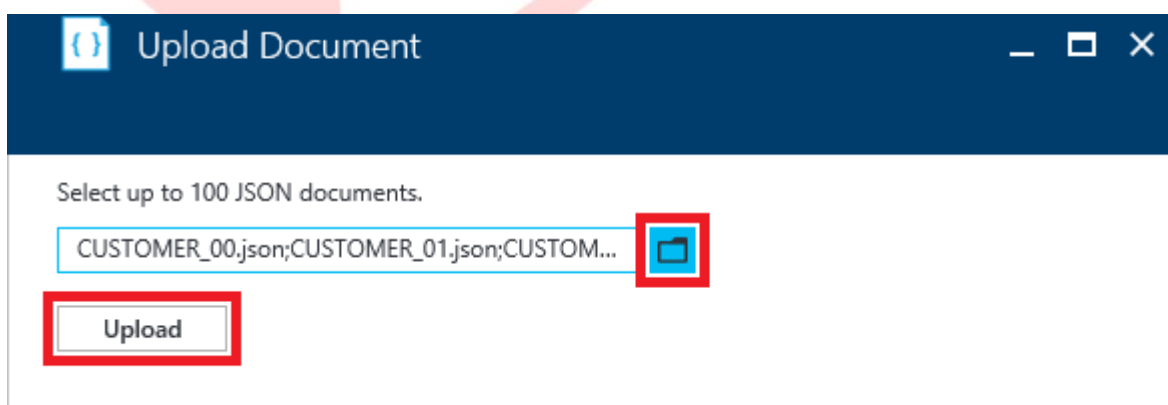 { } Upload Document
Select up to 100 JSON documents.
CUSTOMER_00.json;CUSTOMER_01.json;CUSTOM...
Upload